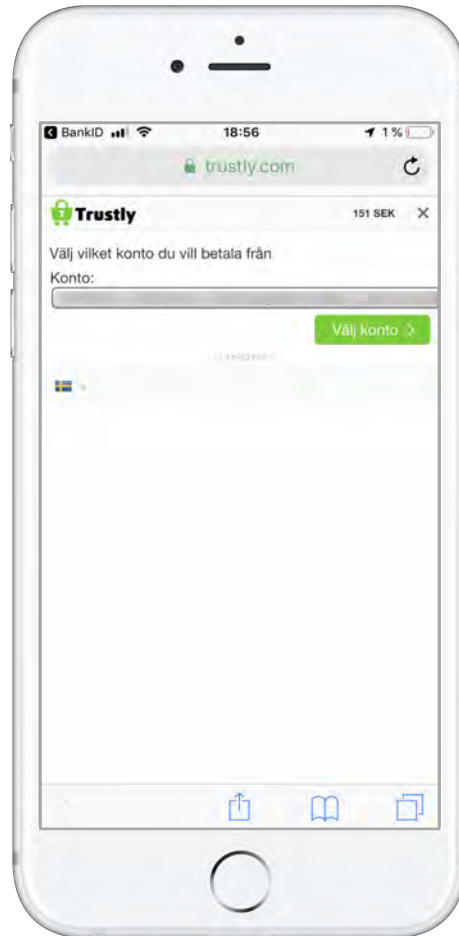 BankID 18:56 1 %
trustly.com
Trustly 151 SEK
Välj vilket konto du vill betala från
Konto:
Välj konto